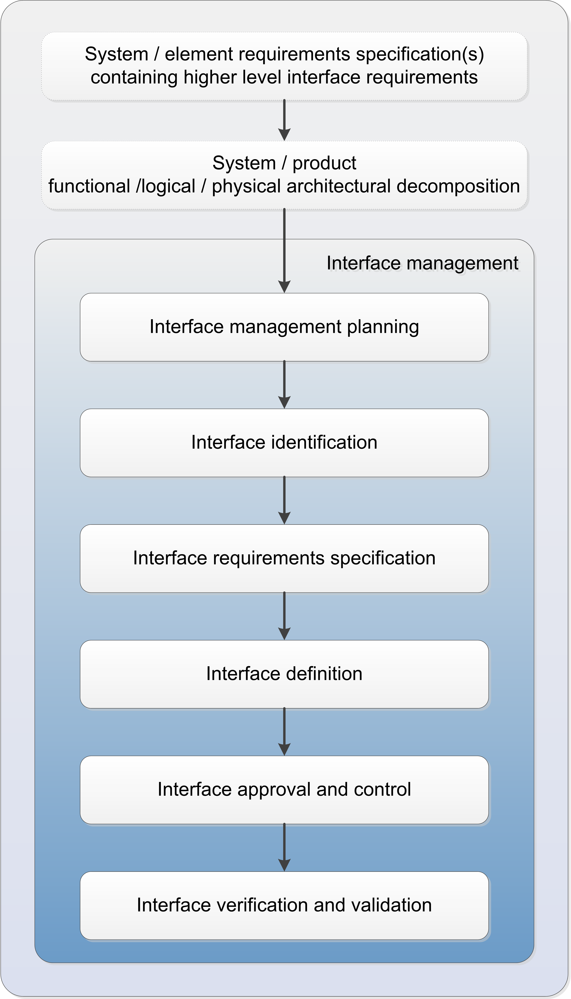 System / element requirements specification(s)
containing higher level interface requirements
System / product
functional /logical / physical architectural decomposition
Interface management
Interface management planning
Interface identification
Interface requirements specification
Interface definition
Interface approval and control
Interface verification and validation